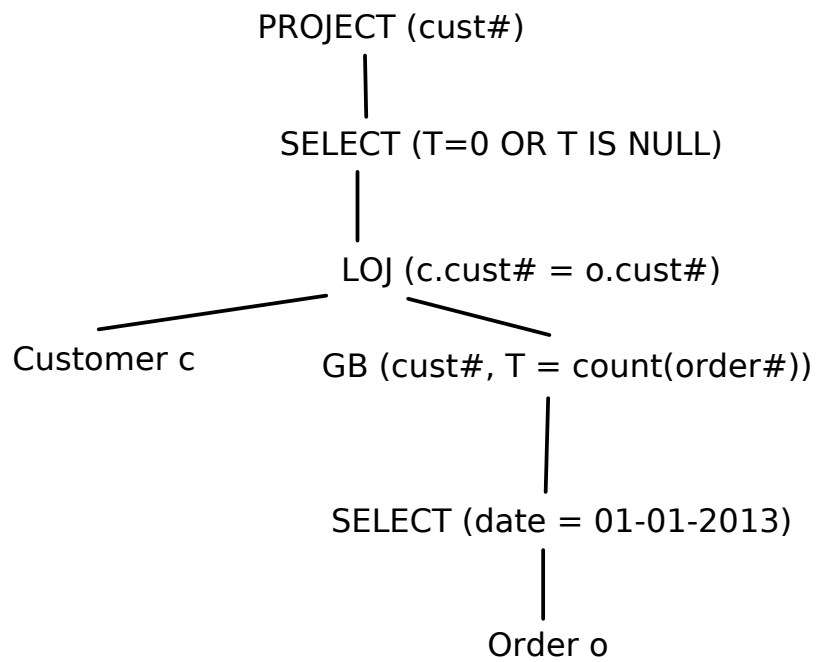 PROJECT (cust#)
SELECT (T=0 OR T IS NULL)
LOJ (c.cust# = o.cust#)
Customer c
GB (cust#, T = count(order#))
SELECT (date = 01-01-2013)
Order o